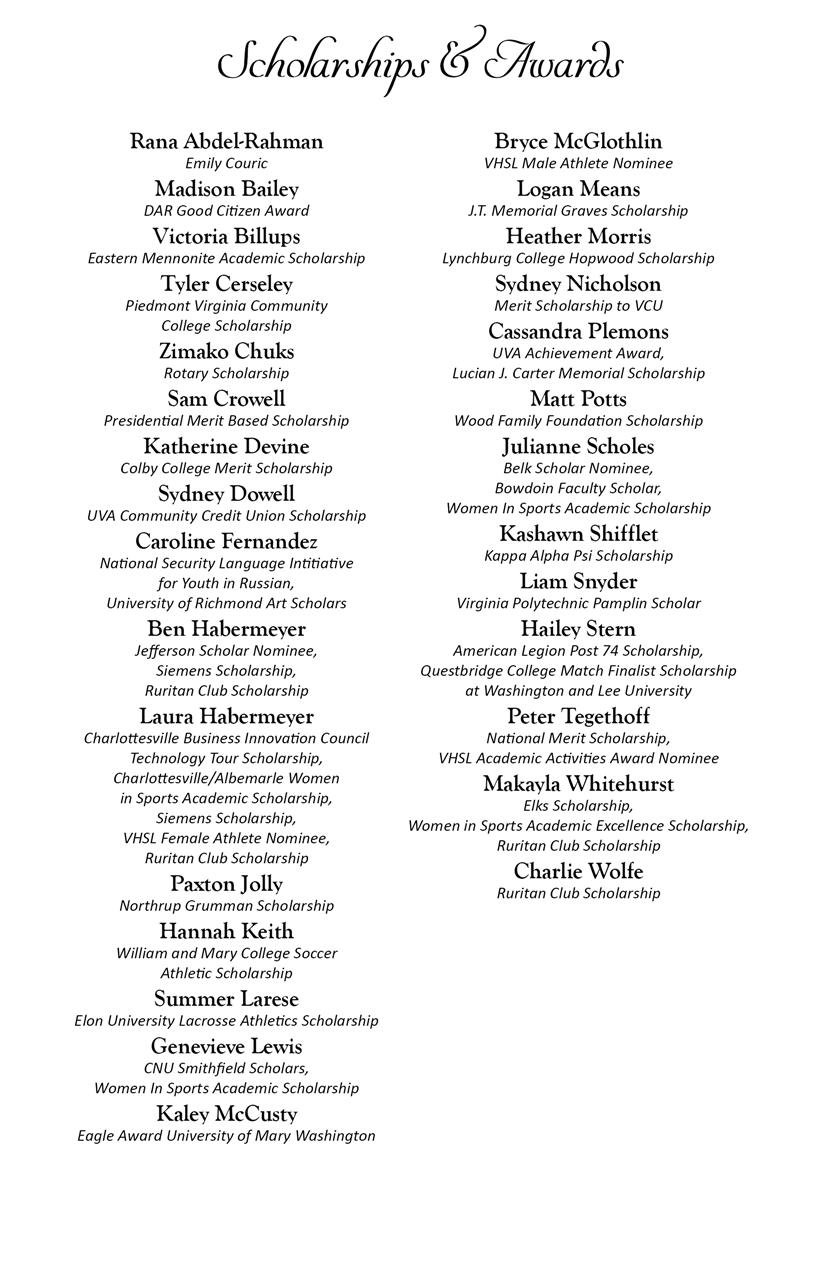 Scholarships & Awards
Rana Abdel-Rahman
Emily Couric
Madison Bailey
DAR Good Citizen Award
Victoria Billups
Eastern Mennonite Academic Scholarship
Tyler Cerseley
Piedmont Virginia Community
College Scholarship
Zimako Chuks
Rotary Scholarship
Sam Crowell
Presidential Merit Based Scholarship
Katherine Devine
Colby College Merit Scholarship
Sydney Dowell
UVA Community Credit Union Scholarship
Caroline Fernandez
National Security Language Intitiative
for Youth in Russian,
University of Richmond Art Scholars
Ben Habermeyer
Jefferson Scholar Nominee,
Siemens Scholarship,
Ruritan Club Scholarship
Laura Habermeyer
Charlottesville Business Innovation Council
Technology Tour Scholarship,
Charlottesville/Albemarle Women
in Sports Academic Scholarship,
Siemens Scholarship,
VHSL Female Athlete Nominee,
Ruritan Club Scholarship
Paxton Jolly
Northrup Grumman Scholarship
Hannah Keith
William and Mary College Soccer
Athletic Scholarship
Summer Larese
Elon University Lacrosse Athletics Scholarship
Genevieve Lewis
CNU Smithfield Scholars,
Women In Sports Academic Scholarship
Kaley McCusty
Eagle Award University of Mary Washington
Bryce McGlothlin
VHSL Male Athlete Nominee
Logan Means
J.T. Memorial Graves Scholarship
Heather Morris
Lynchburg College Hopwood Scholarship
Sydney Nicholson
Merit Scholarship to VCU
Cassandra Plemons
UVA Achievement Award,
Lucian J. Carter Memorial Scholarship
Matt Potts
Wood Family Foundation Scholarship
Julianne Scholes
Belk Scholar Nominee,
Bowdoin Faculty Scholar,
Women In Sports Academic Scholarship
Kashawn Shifflet
Kappa Alpha Psi Scholarship
Liam Snyder
Virginia Polytechnic Pamplin Scholar
Hailey Stern
American Legion Post 74 Scholarship,
Questbridge College Match Finalist Scholarship
at Washington and Lee University
Peter Tegethoff
National Merit Scholarship,
VHSL Academic Activities Award Nominee
Makayla Whitehurst
Elks Scholarship,
Women in Sports Academic Excellence Scholarship,
Ruritan Club Scholarship
Charlie Wolfe
Ruritan Club Scholarship